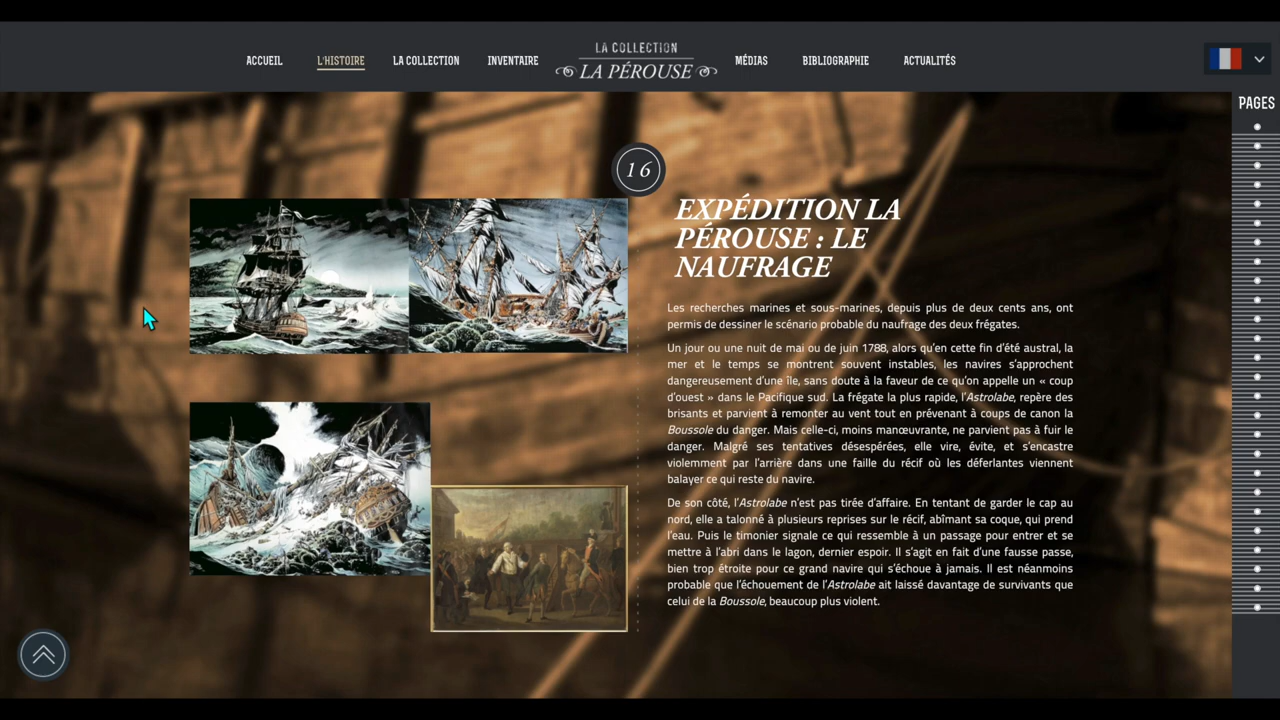 ACCUEIL
L'HISTOIRE
LA COLLECTION
INVENTAIRE
LA COLLECTION
LA PÉROUSE
MÉDIAS
BIBLIOGRAPHIE
ACTUALITÉS
PAGES
16
EXPÉDITION LA
PÉROUSE : LE
NAUFRAGE
Les recherches marines et sous-marines, depuis plus de deux cents ans, ont
permis de dessiner le scénario probable du naufrage des deux frégates.
Un jour ou une nuit de mai ou de juin 1788, alors qu'en cette fin d'été austral, la
mer et le temps se montrent souvent instables, les navires s'approchent
dangereusement d'une île, sans doute à la faveur de ce qu'on appelle un « coup
d'ouest » dans le Pacifique sud. La frégate la plus rapide, l'Astrolabe, repère des
brisants et parvient à remonter au vent tout en prévenant à coups de canon la
Boussole du danger. Mais celle-ci, moins manœuvrante, ne parvient pas à fuir le
danger. Malgré ses tentatives désespérées, elle vire, évite, et s'encastre
violemment par l'arrière dans une faille du récif où les déferlantes viennent
balayer ce qui reste du navire.
De son côté, l'Astrolabe n'est pas tirée d'affaire. En tentant de garder le cap au
nord, elle a talonné à plusieurs reprises sur le récif, abîmant sa coque, qui prend
l'eau. Puis le timonier signale ce qui ressemble à un passage pour entrer et se
mettre à l'abri dans le lagon, dernier espoir. Il s'agit en fait d'une fausse passe,
bien trop étroite pour ce grand navire qui s'échoue à jamais. Il est néanmoins
probable que l'échouement de l'Astrolabe ait laissé davantage de survivants que
celui de la Boussole, beaucoup plus violent.